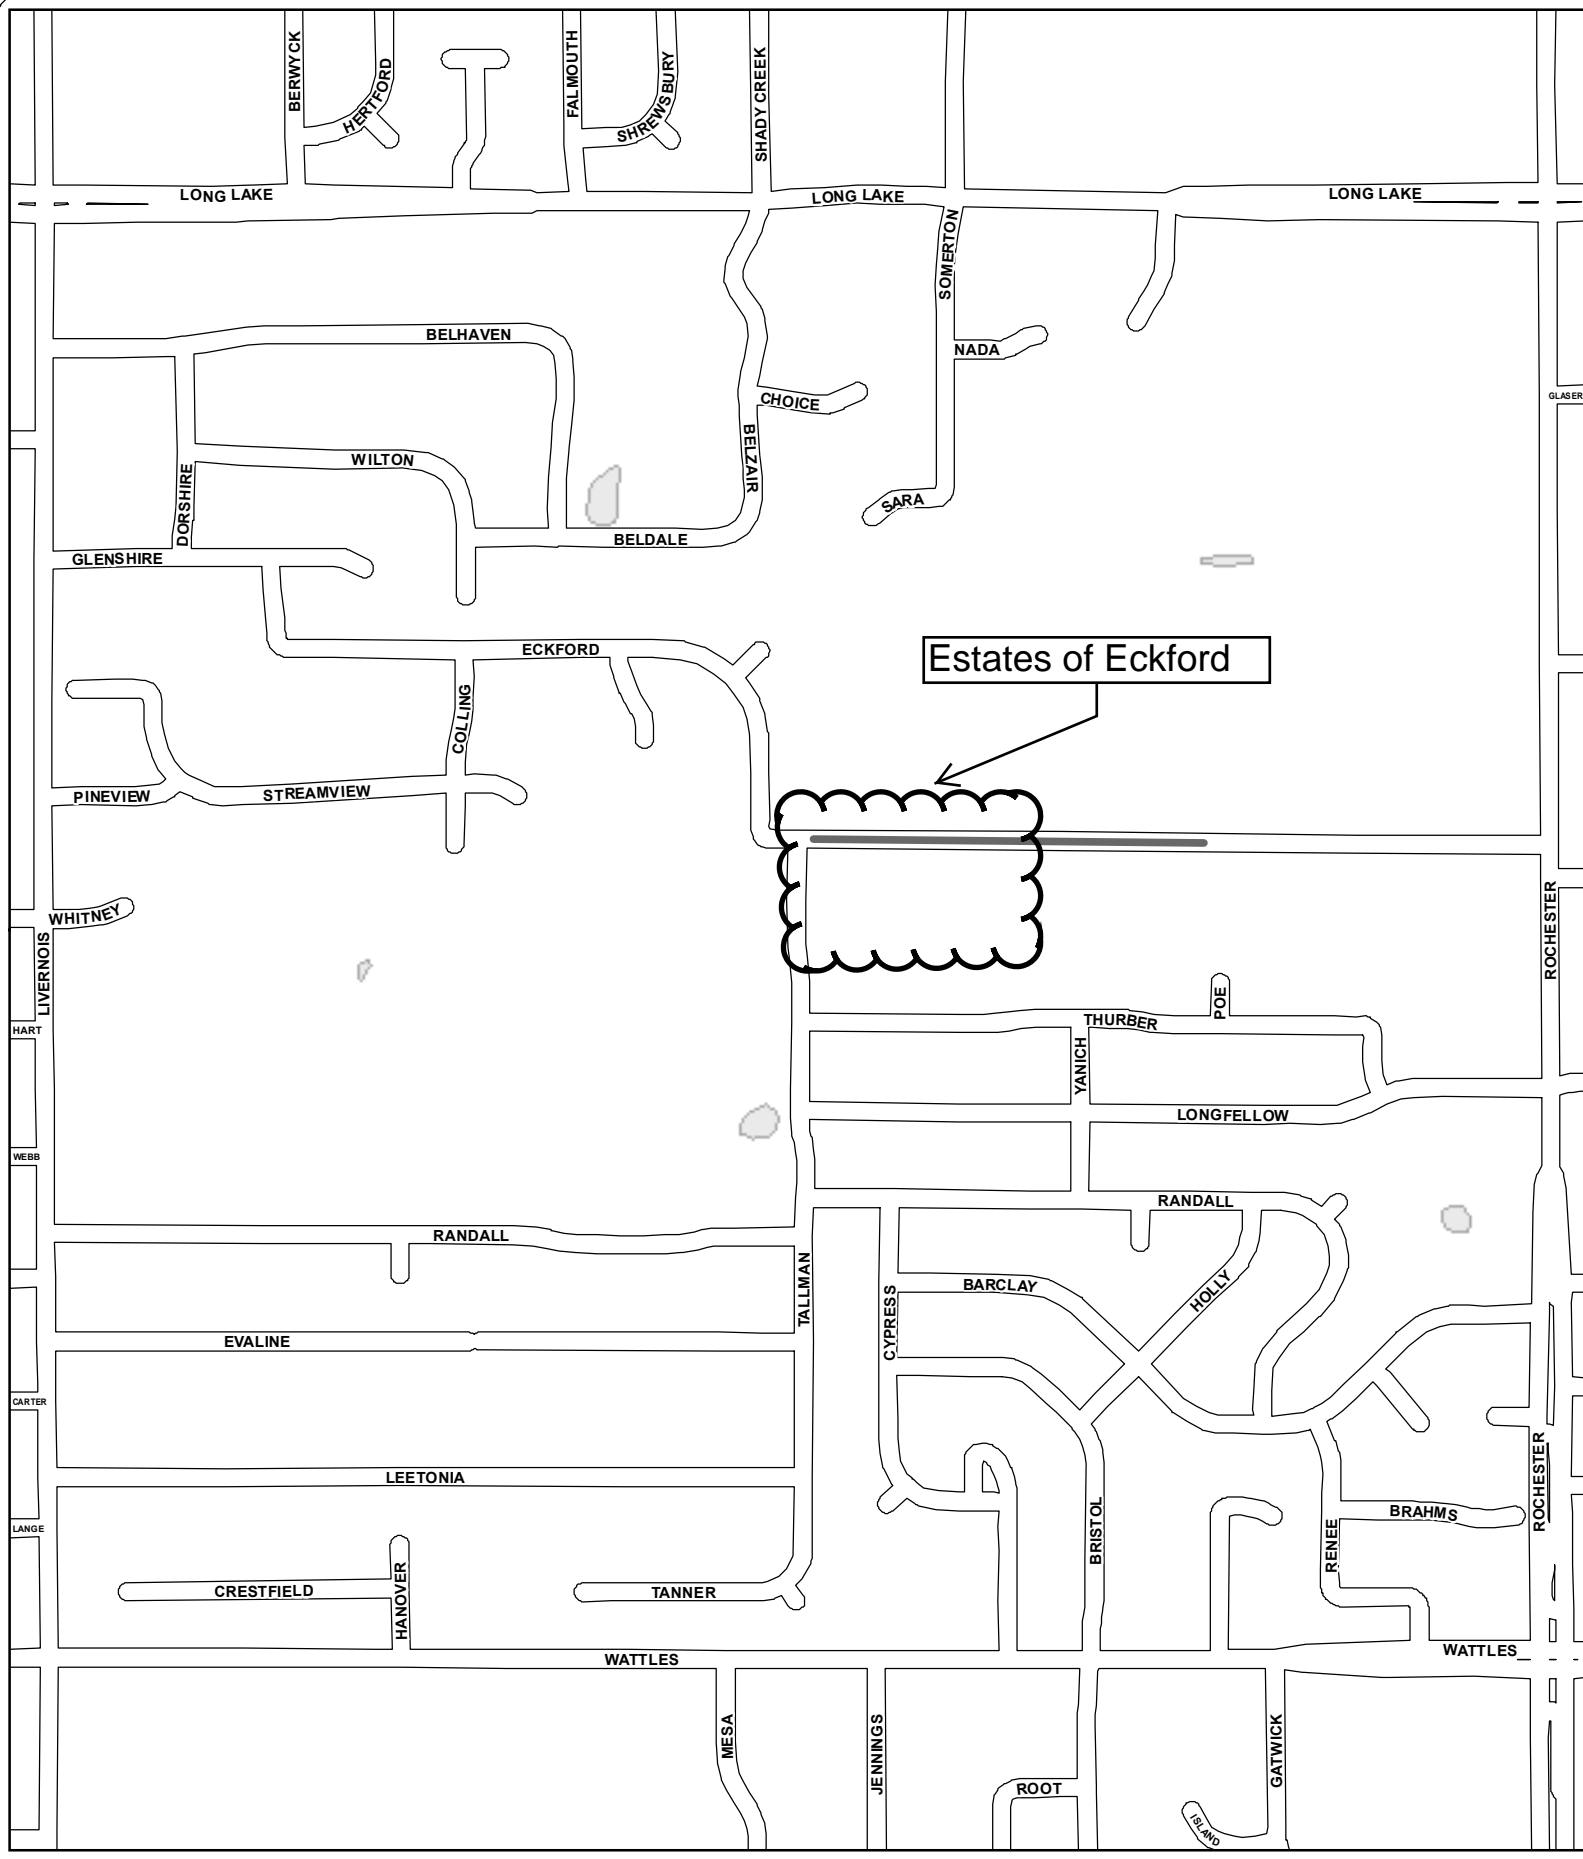 BERWYCK
HERTFORD
FALMOUTH
SHREWSBURY
SHADY CREEK
LONG LAKE
LONG LAKE
LONG LAKE
SOMERTON
BELHAVEN
NADA
CHOICE
GLASER
BELZAIR
WILTON
DORSHIRE
SARA
BELDALE
GLENSHIRE
ECKFORD
Estates of Eckford
COLLING
PINEVIEW
STREAMVIEW
WHITNEY
ROCHESTER
LIVERNOIS
HART
POE
THURBER
YANICH
LONGFELLOW
WEBB
RANDALL
RANDALL
TALLMAN
BARCLAY
HOLLY
CYPRESS
EVALINE
CARTER
LEETONIA
ROCHESTER
BRISTOL
BRAHMS
LANGE
RENEE
CRESTFIELD
HANOVER
TANNER
WATTLES
WATTLES
MESA
JENNINGS
GATWICK
ROOT
ISLAND